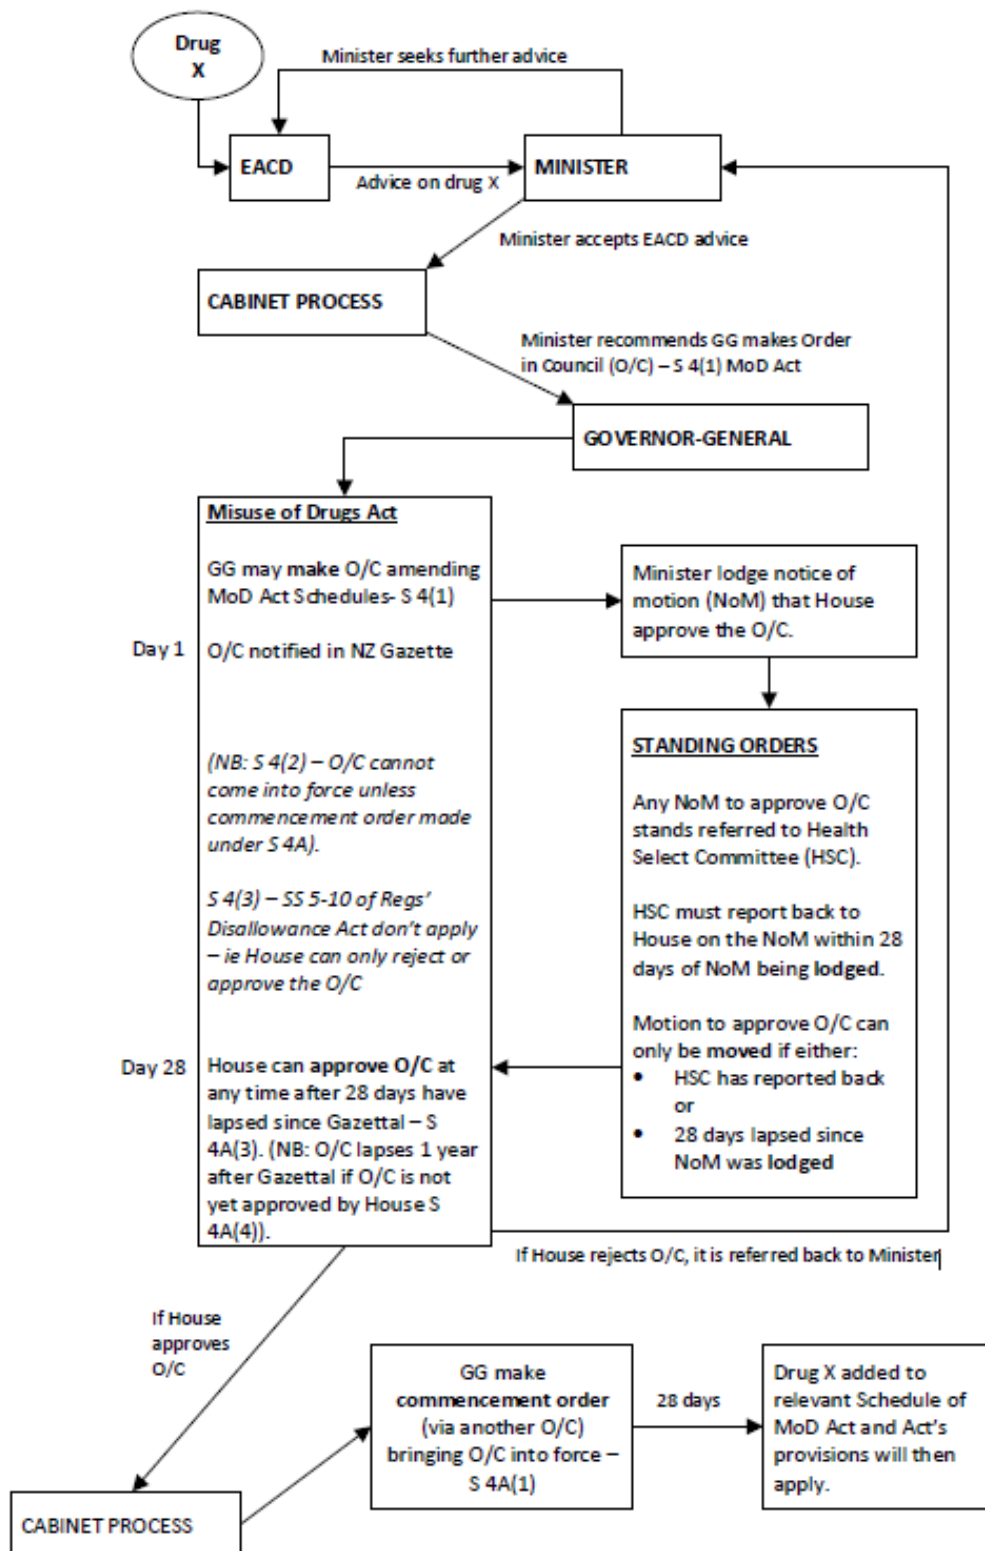 Drug
X
Minister seeks further advice
EACD
Advice on drug X
MINISTER
Minister accepts EACD advice
CABINET PROCESS
Minister recommends GG makes Order
in Council (O/C) – S 4(1) MoD Act
GOVERNOR-GENERAL
Misuse of Drugs Act
GG may make O/C amending
MoD Act Schedules- S 4(1)
Day 1
O/C notified in NZ Gazette
(NB: S 4(2) – O/C cannot
come into force unless
commencement order made
under S 4A).
S 4(3) – SS 5-10 of Regs'
Disallowance Act don't apply
– ie House can only reject or
approve the O/C
Day 28
House can approve O/C at
any time after 28 days have
lapsed since Gazettal – S
4A(3). (NB: O/C lapses 1 year
after Gazettal if O/C is not
yet approved by House S
4A(4)).
Minister lodge notice of
motion (NoM) that House
approve the O/C.
STANDING ORDERS
Any NoM to approve O/C
stands referred to Health
Select Committee (HSC).
HSC must report back to
House on the NoM within 28
days of NoM being lodged.
Motion to approve O/C can
only be moved if either:
• HSC has reported back
or
• 28 days lapsed since
NoM was lodged
If House rejects O/C, it is referred back to Minister
If House
approves
O/C
CABINET PROCESS
GG make
commencement order
(via another O/C)
bringing O/C into force –
S 4A(1)
28 days
Drug X added to
relevant Schedule of
MoD Act and Act's
provisions will then
apply.